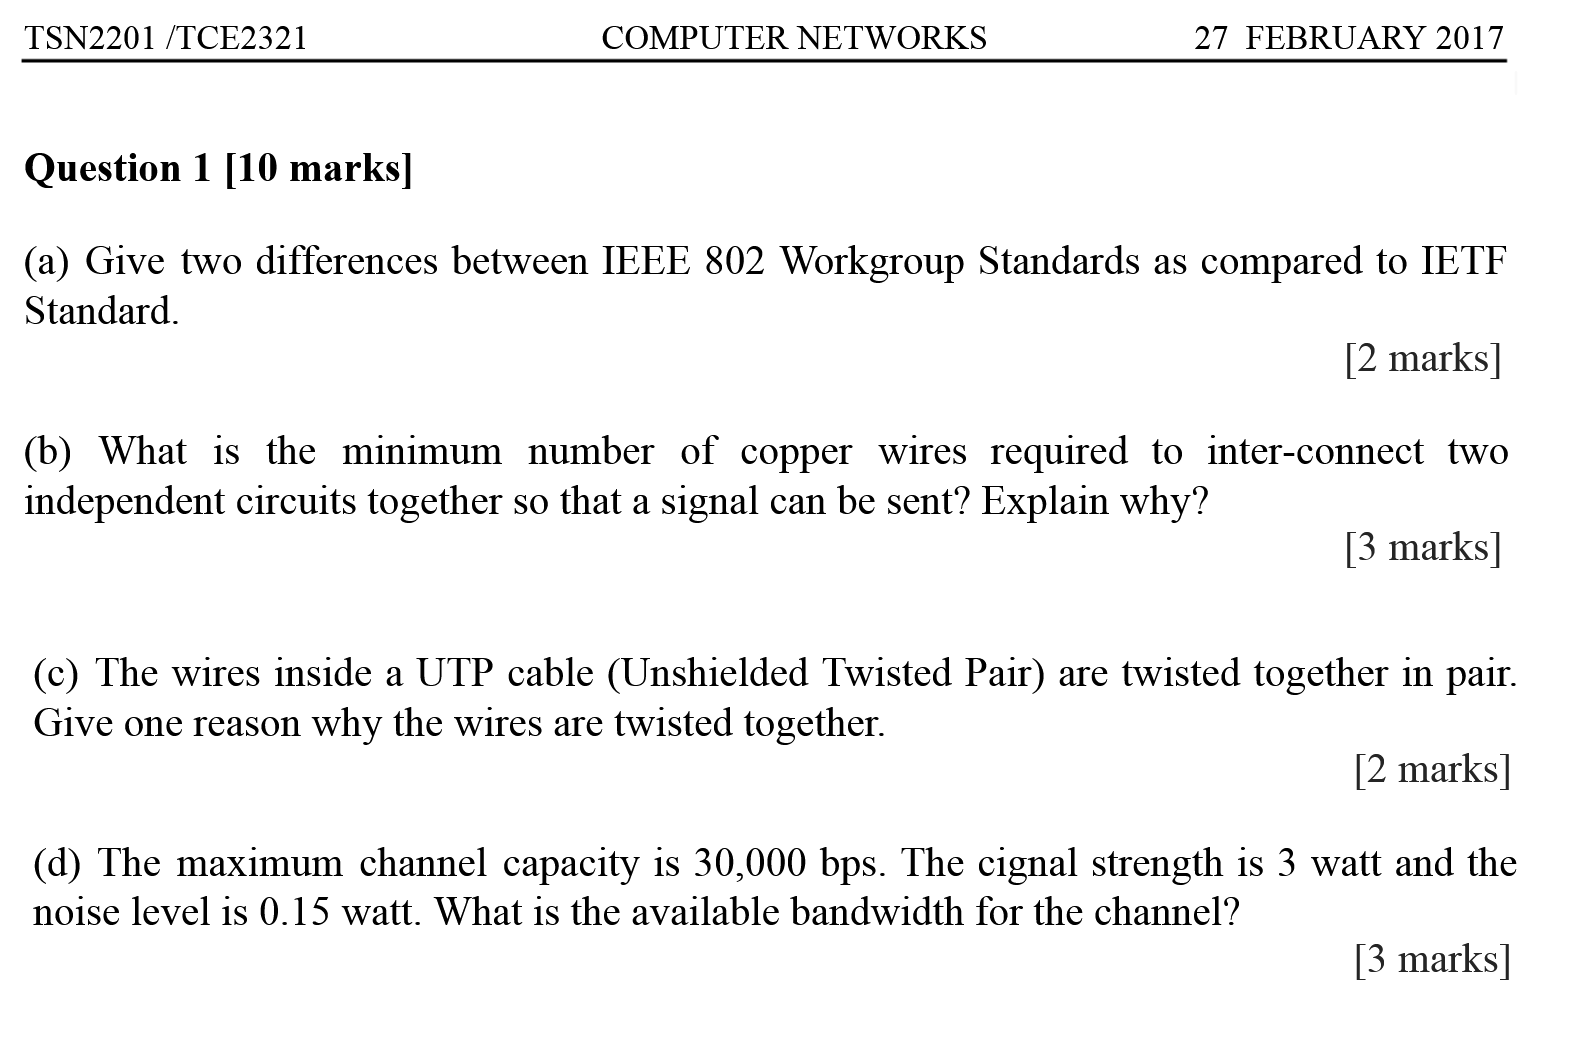 TSN2201 /TCE2321 COMPUTER NETWORKS 27 FEBRUARY 2017
Question 1 [10 marks]
(a) Give two differences between IEEE 802 Workgroup Standards as compared to IETF
Standard.
[2 marks]
(b) What is the minimum number of copper wires required to inter-connect two
independent circuits together so that a signal can be sent? Explain why?
[3 marks]
(c) The wires inside a UTP cable (Unshielded Twisted Pair) are twisted together in pair.
Give one reason why the wires are twisted together.
[2 marks]
(d) The maximum channel capacity is 30,000 bps. The cignal strength is 3 watt and the
noise level is 0.15 watt. What is the available bandwidth for the channel?
[3 marks]